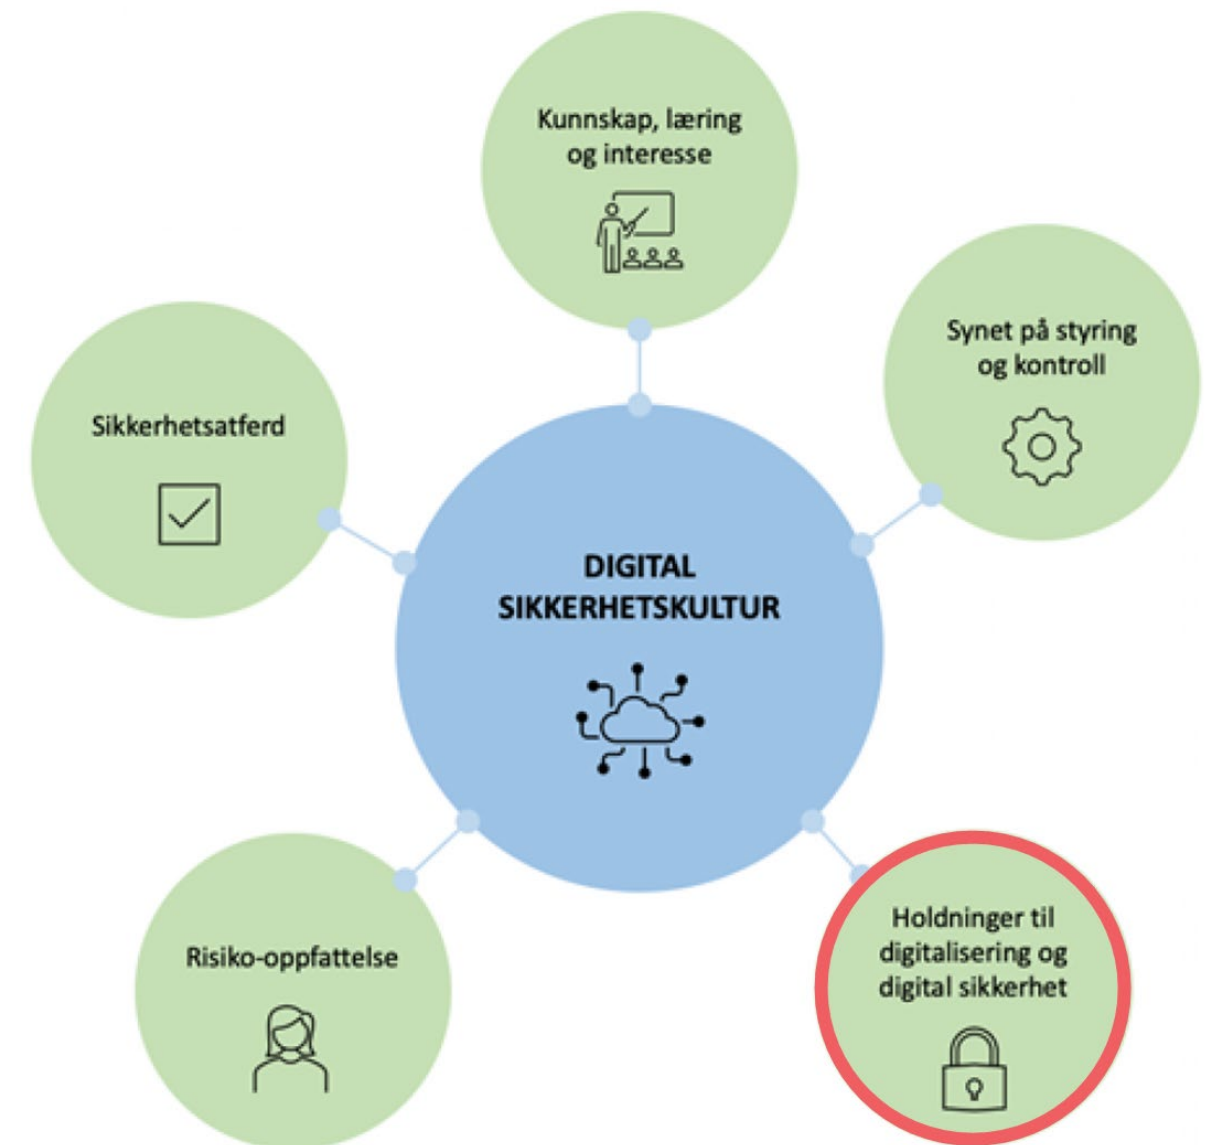 Kunnskap, læring
og interesse
Synet på styring
og kontroll
Sikkerhetsatferd
DIGITAL
SIKKERHETSKULTUR
Risiko-oppfattelse
Holdninger til
digitalisering og
digital sikkerhet